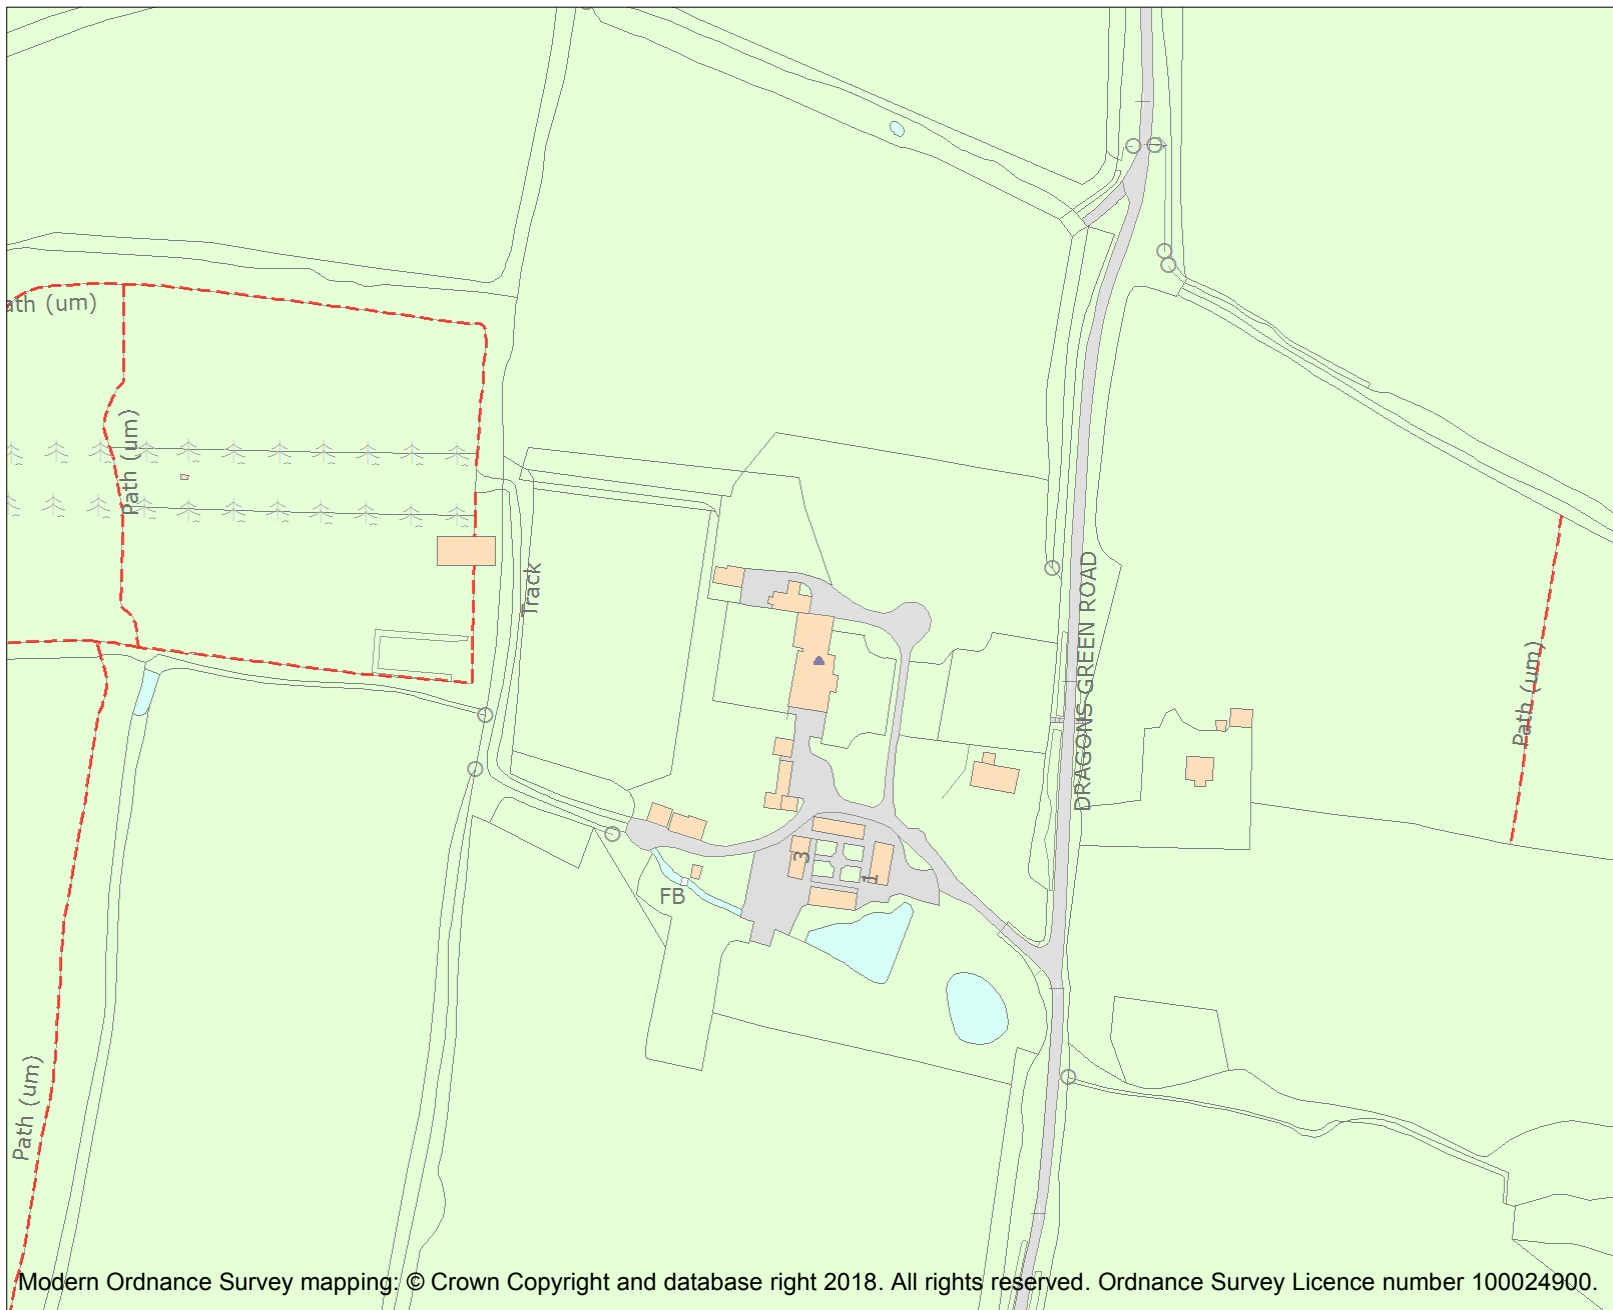 ath (um)
Path (um)
Track
DRAGONS GREEN ROAD
Path (um)
3
1
FB
Path (um)
Modern Ordnance Survey mapping: © Crown Copyright and database right 2018. All rights reserved. Ordnance Survey Licence number 100024900.